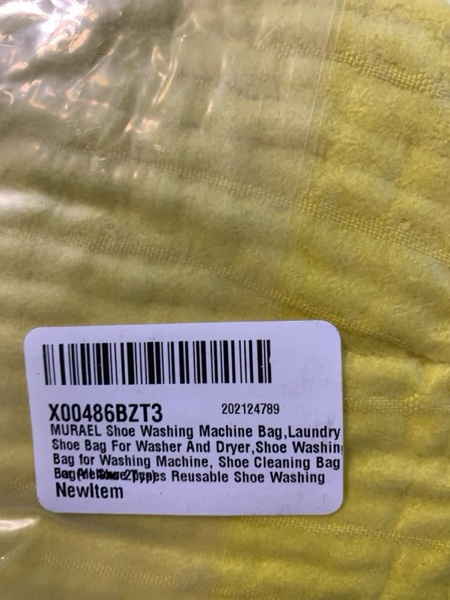 X00486BZT3
202124789
MURAEL Shoe Washing Machine Bag,Laundry
Shoe Bag For Washer And Dryer,Shoe Washing
Bag for Washing Machine, Shoe Cleaning Bag
Reusable Shoe Washing
NewItem